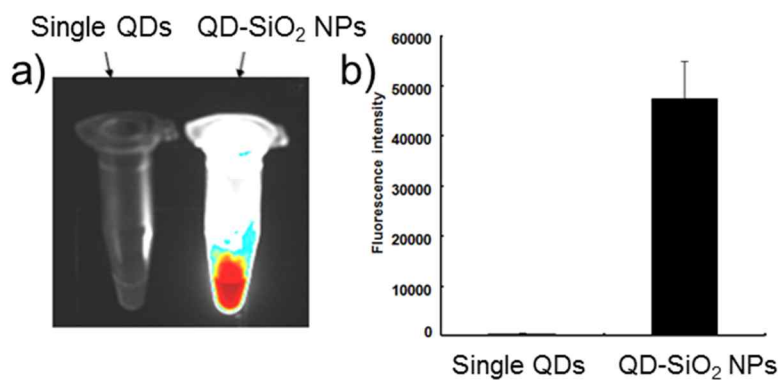 Single QDs QD-SiO₂ NPs
a)
b)
Fluorescence intensity
60000
50000
40000
30000
20000
10000
0
Single QDs QD-SiO₂ NPs